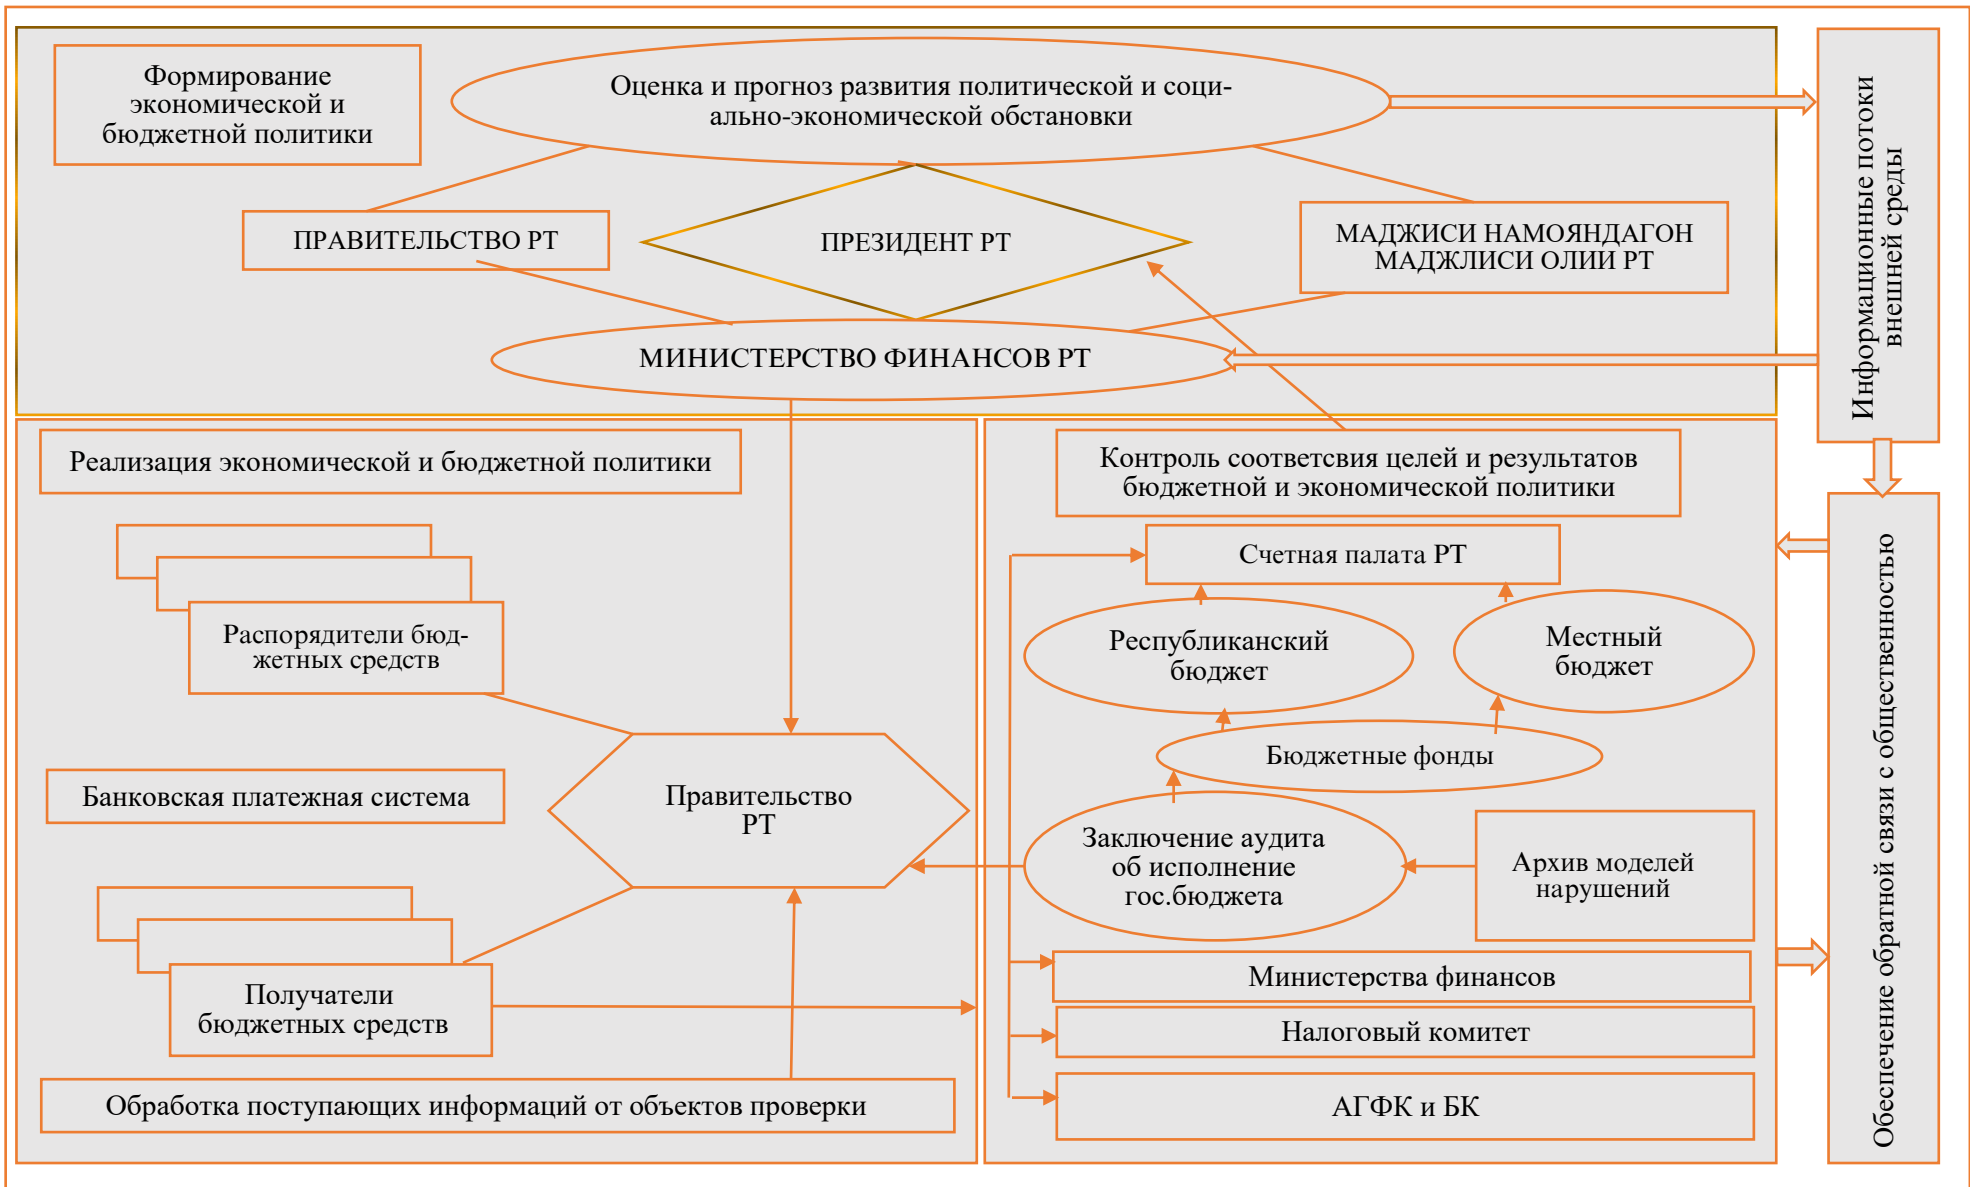 Формирование
экономической и
бюджетной политики
Оценка и прогноз развития политической и соци-
ально-экономической обстановки
ПРАВИТЕЛЬСТВО РТ
ПРЕЗИДЕНТ РТ
МАДЖИСИ НАМОЯНДАГОН
МАДЖЛИСИ ОЛИИ РТ
МИНИСТЕРСТВО ФИНАНСОВ РТ
Информационные потоки
внешней среды
Реализация экономической и бюджетной политики
Распорядители бюд-
жетных средств
Банковская платежная система
Правительство
РТ
Получатели
бюджетных средств
Обработка поступающих информаций от объектов проверки
Контроль соответсвия целей и результатов
бюджетной и экономической политики
Счетная палата РТ
Республиканский
бюджет
Местный
бюджет
Бюджетные фонды
Заключение аудита
об исполнение
гос.бюджета
Архив моделей
нарушений
Министерства финансов
Налоговый комитет
АГФК и БК
Обеспечение обратной связи с общественностью